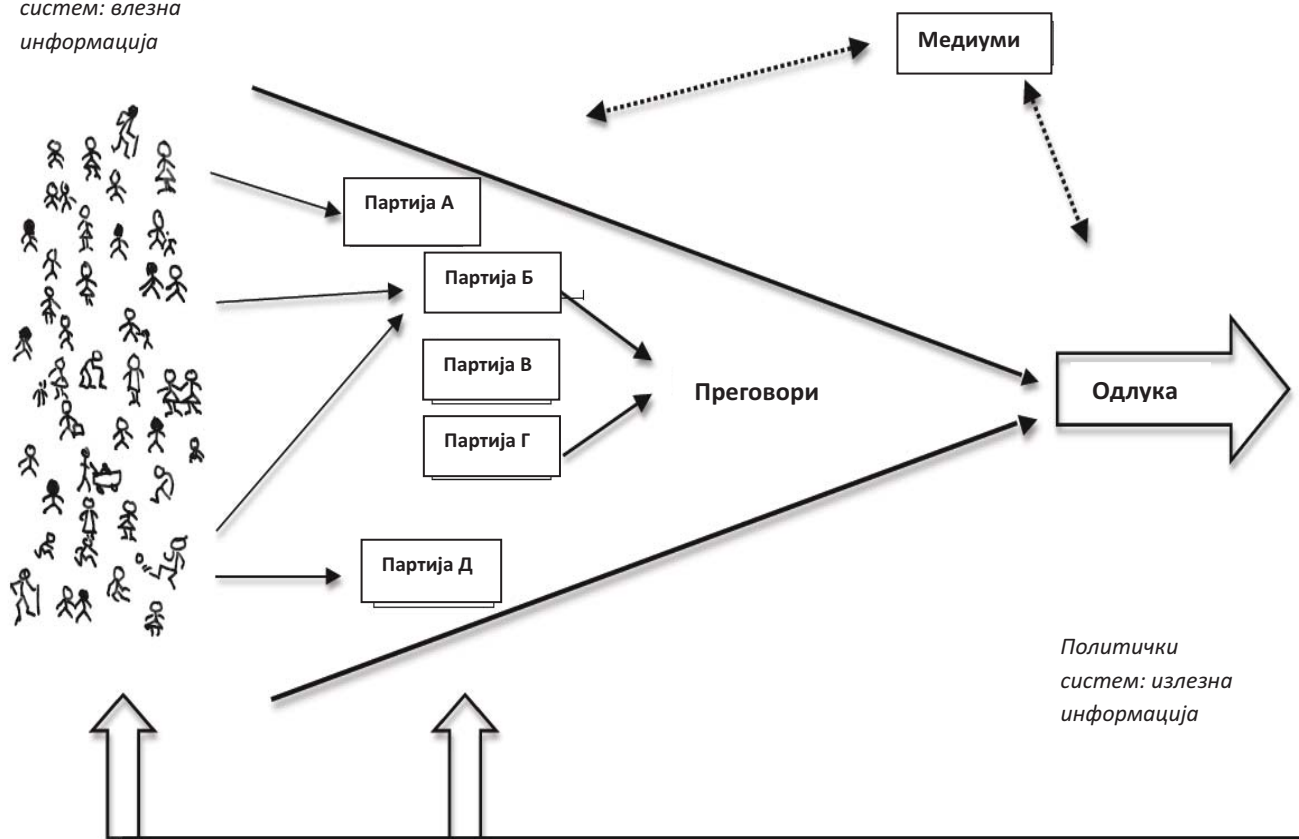 систем: влезна
информација
Медиуми
Партија А
Партија Б
Партија В
Преговори
Одлука
Партија Г
Партија Д
Политички
систем: излезна
информација